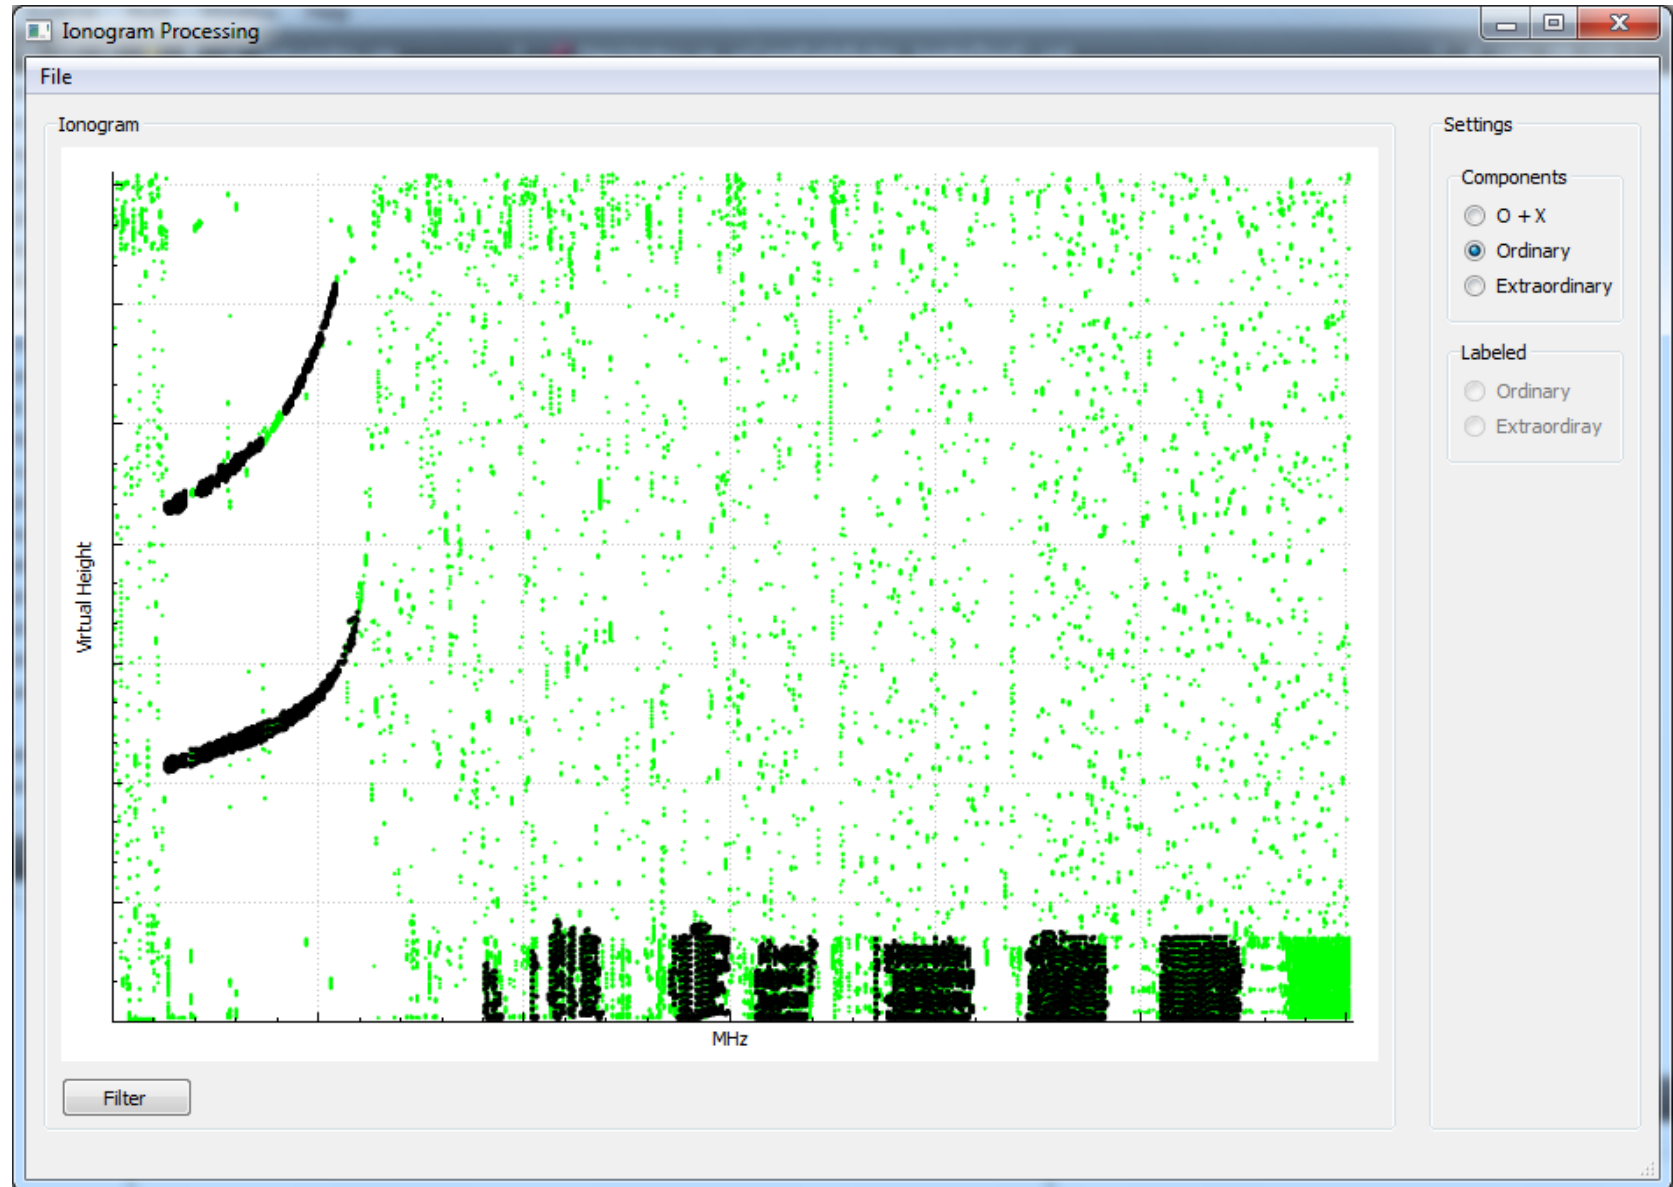 Ionogram Processing
File
Ionogram
Virtual Height
MHz
Filter
Settings
Components
O + X
Ordinary
Extraordinary
Labeled
Ordinary
Extraordiray